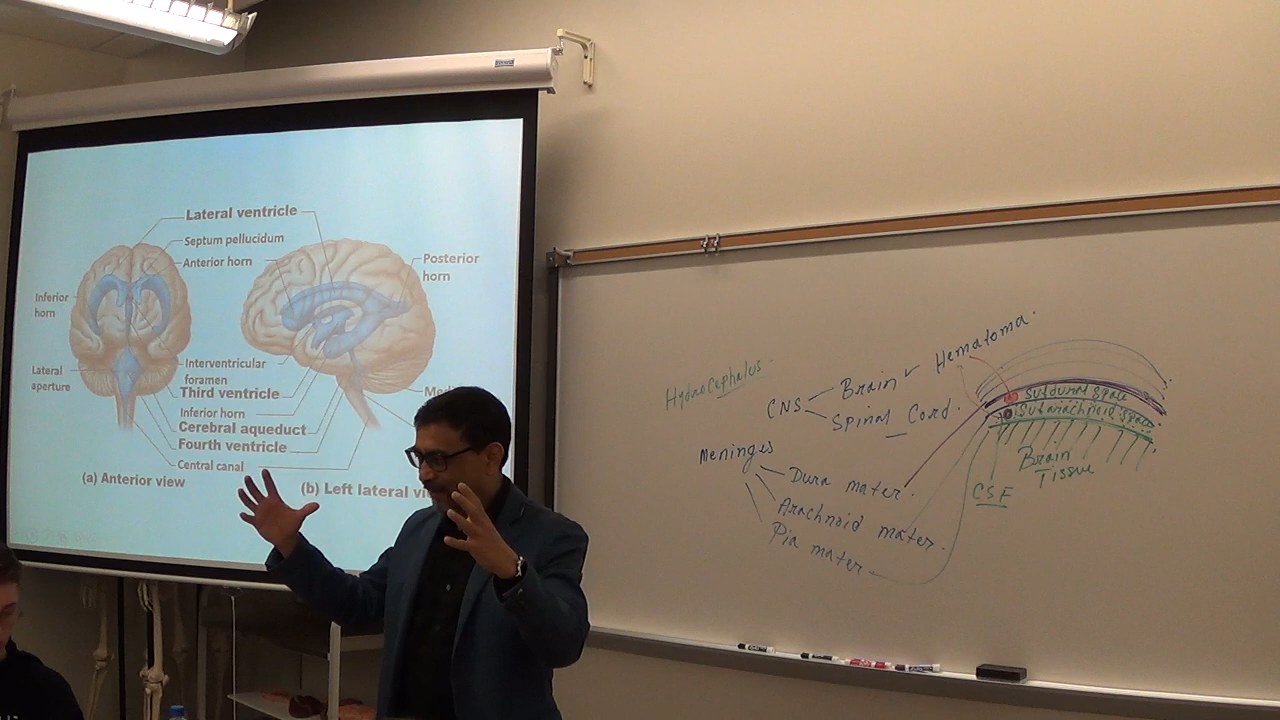 Lateral ventricle
Septum pellucidum
Anterior horn
Posterior
horn
Inferior
horn
Lateral
aperture
Interventricular
foramen
Third ventricle
Inferior horn
Cerebral aqueduct
Fourth ventricle
Central canal
(a) Anterior view
(b) Left lateral vi
Hydrocephalus
CNS
Brain
Spinal Cord.
Hematoma.
Meninges
Dura mater.
Arachnoid mater.
Pia mater
Subdural space
Subarachnoid space
Brain
Tissue
CSF